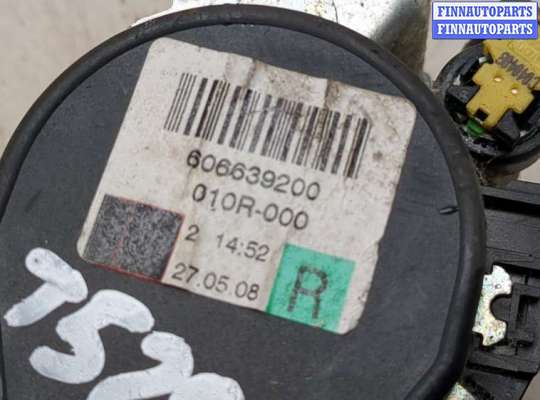 FINNAUTOPARTS
FINNAUTOPARTS
606639200
010R-000
2 14:52
27.05.08
R